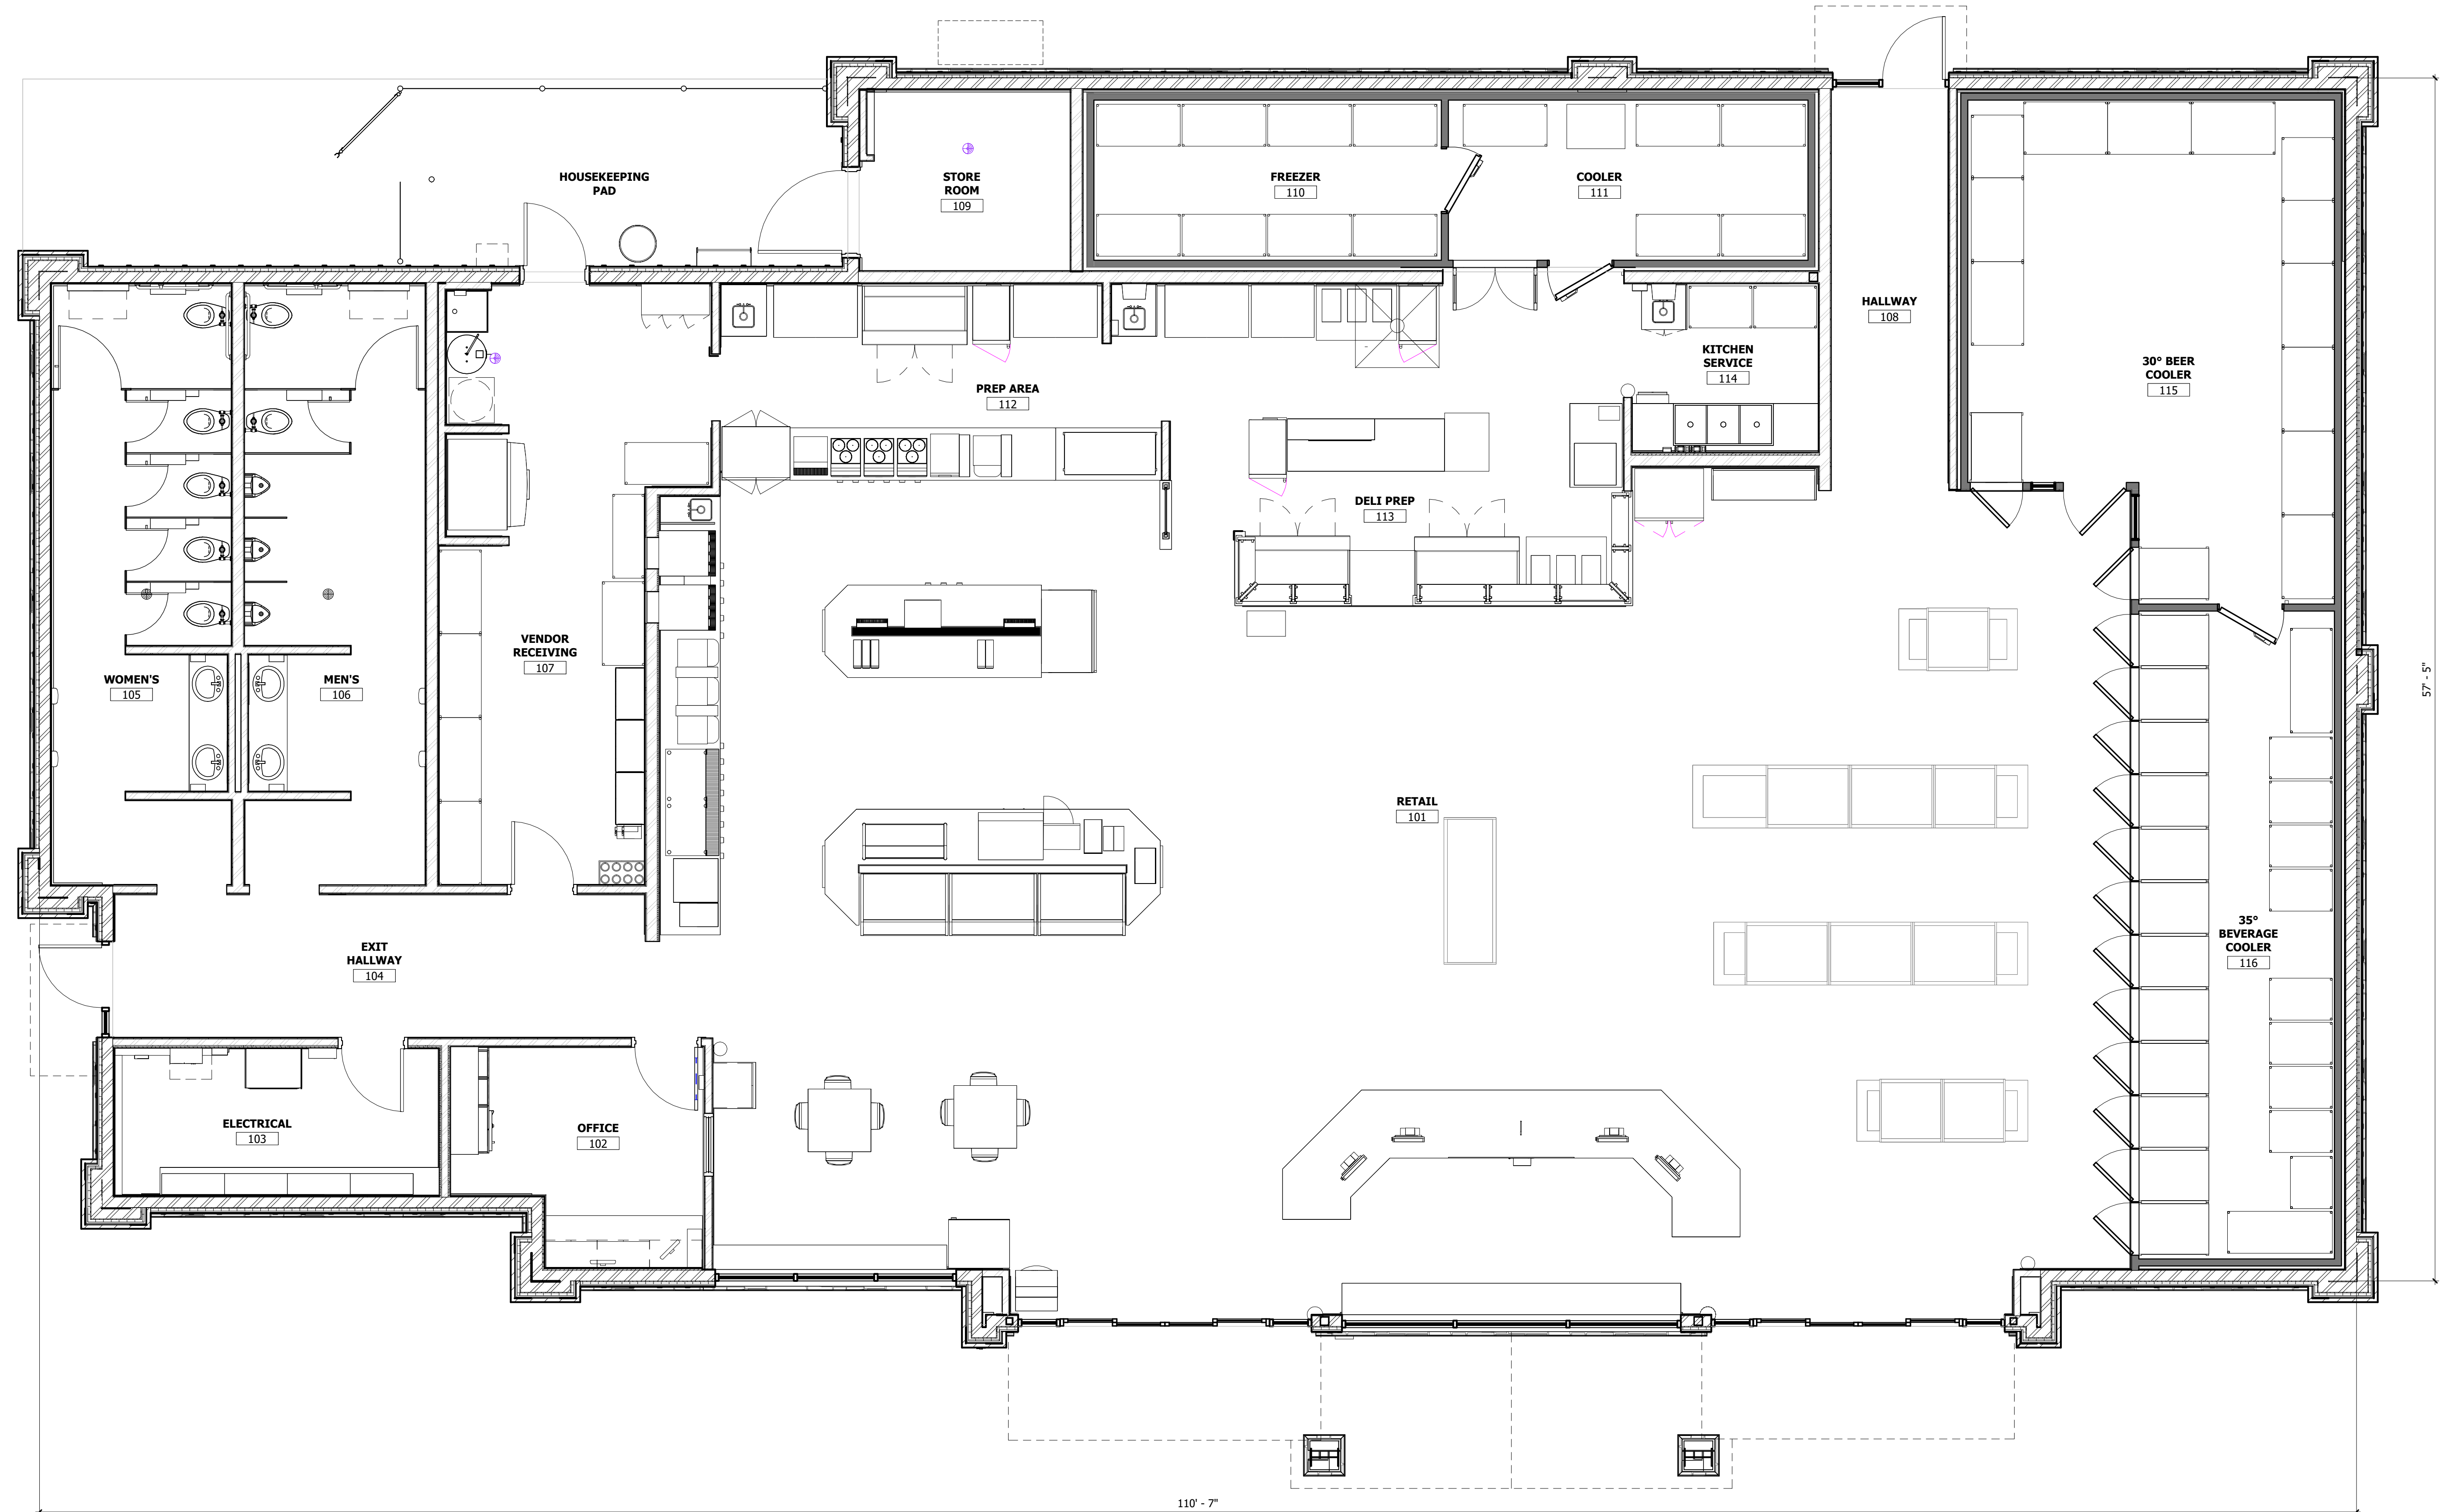 HOUSEKEEPING
PAD
STORE
ROOM
109
FREEZER
110
COOLER
111
HALLWAY
108
KITCHEN
SERVICE
114
30° BEER
COOLER
115
PREP AREA
112
DELI PREP
113
VENDOR
RECEIVING
107
WOMEN'S
105
MEN'S
106
57' - 5"
RETAIL
101
35°
BEVERAGE
COOLER
116
EXIT
HALLWAY
104
ELECTRICAL
103
OFFICE
102
110' - 7"